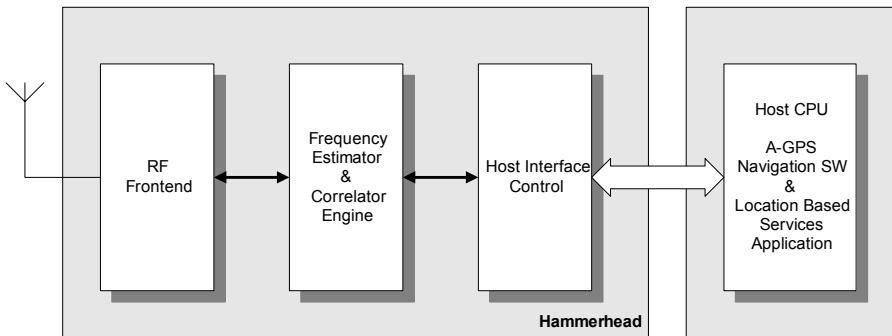 RF
Frontend
Frequency
Estimator
&
Correlator
Engine
Host Interface
Control
Host CPU
A-GPS
Navigation SW
&
Location Based
Services
Application
Hammerhead